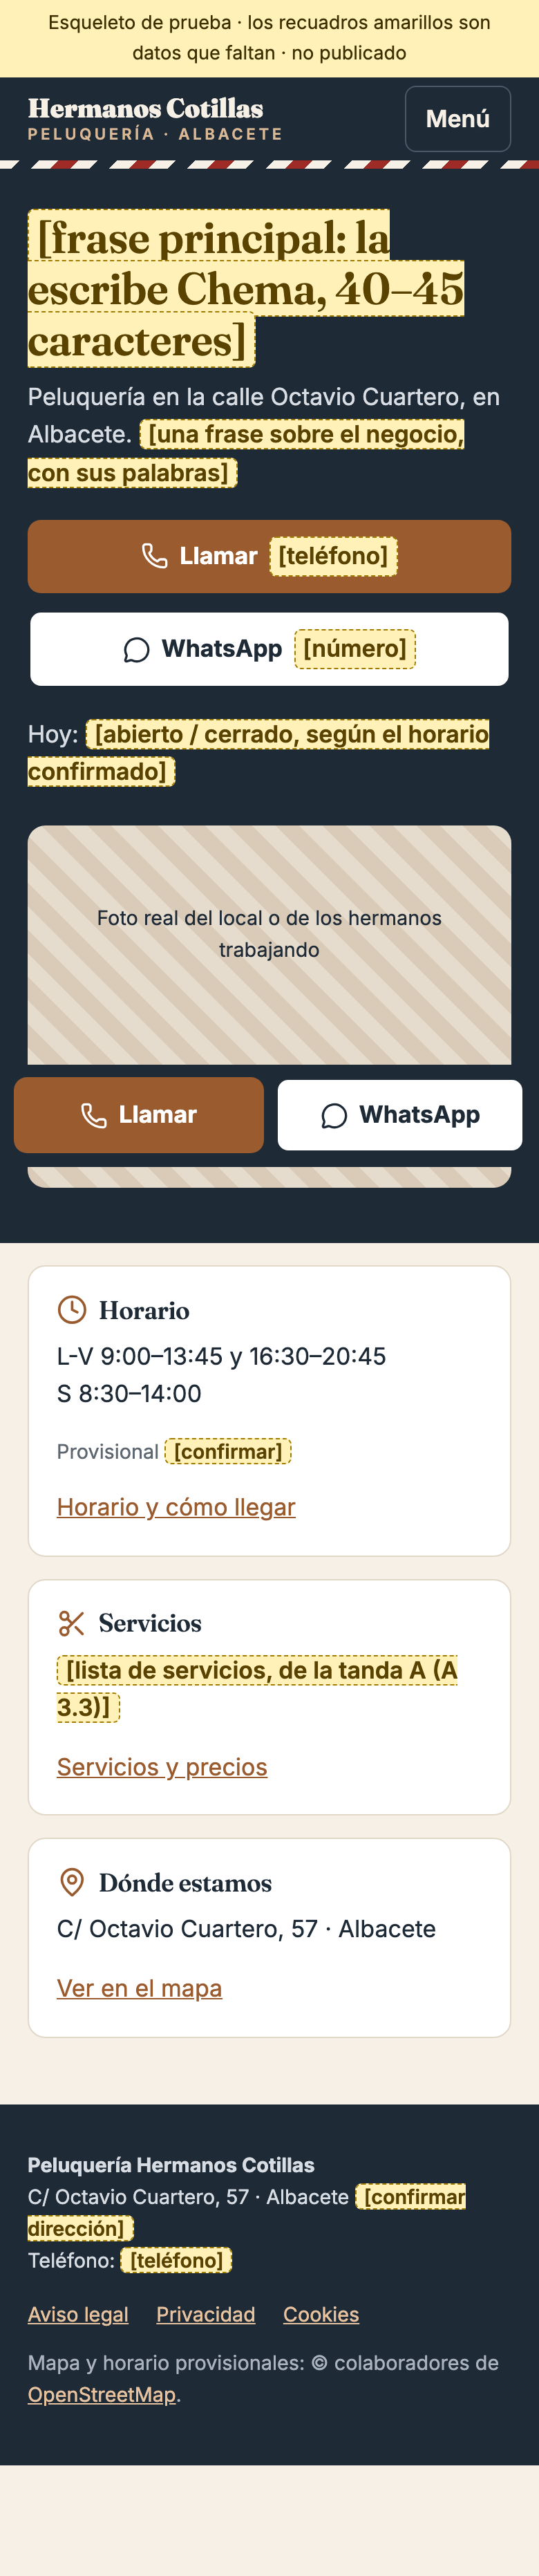 Esqueleto de prueba · los recuadros amarillos son
datos que faltan · no publicado
Hermanos Cotillas
PELUQUERÍA · ALBACETE
Menú
[frase principal: la
escribe Chema, 40–45
caracteres]
Peluquería en la calle Octavio Cuartero, en
Albacete. [una frase sobre el negocio,
con sus palabras]
Llamar [teléfono]
WhatsApp [número]
Hoy: [abierto / cerrado, según el horario
confirmado]
Foto real del local o de los hermanos
trabajando
Llamar
WhatsApp
Horario
L-V 9:00–13:45 y 16:30–20:45
S 8:30–14:00
Provisional [confirmar]
Horario y cómo llegar
Servicios
[lista de servicios, de la tanda A (A
3.3)]
Servicios y precios
Dónde estamos
C/ Octavio Cuartero, 57 · Albacete
Ver en el mapa
Peluquería Hermanos Cotillas
C/ Octavio Cuartero, 57 · Albacete [confirmar
dirección]
Teléfono: [teléfono]
Aviso legal Privacidad Cookies
Mapa y horario provisionales: © colaboradores de
OpenStreetMap.